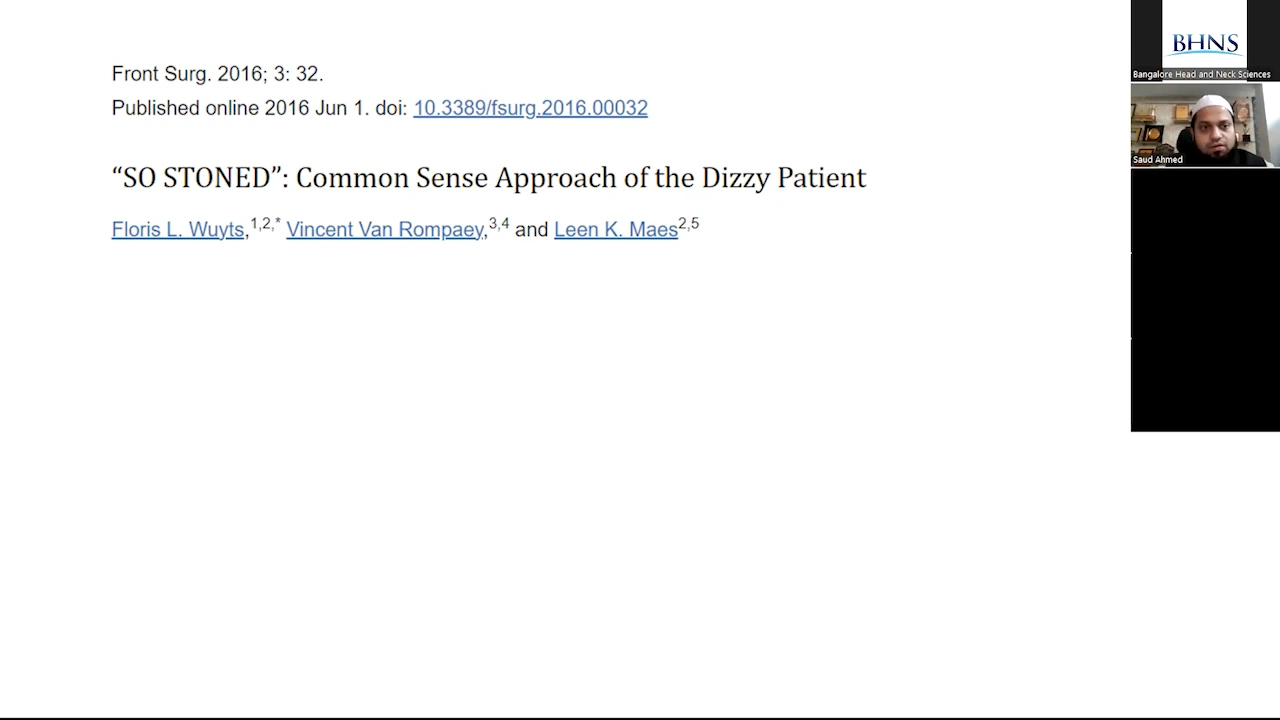 Front Surg. 2016; 3: 32.
Published online 2016 Jun 1. doi: 10.3389/fsurg.2016.00032
“SO STONED”: Common Sense Approach of the Dizzy Patient
Floris L. Wuyts,1,2,* Vincent Van Rompaey,3,4 and Leen K. Maes2,5
BHNS
Bangalore Head and Neck Sciences
Saud Ahmed